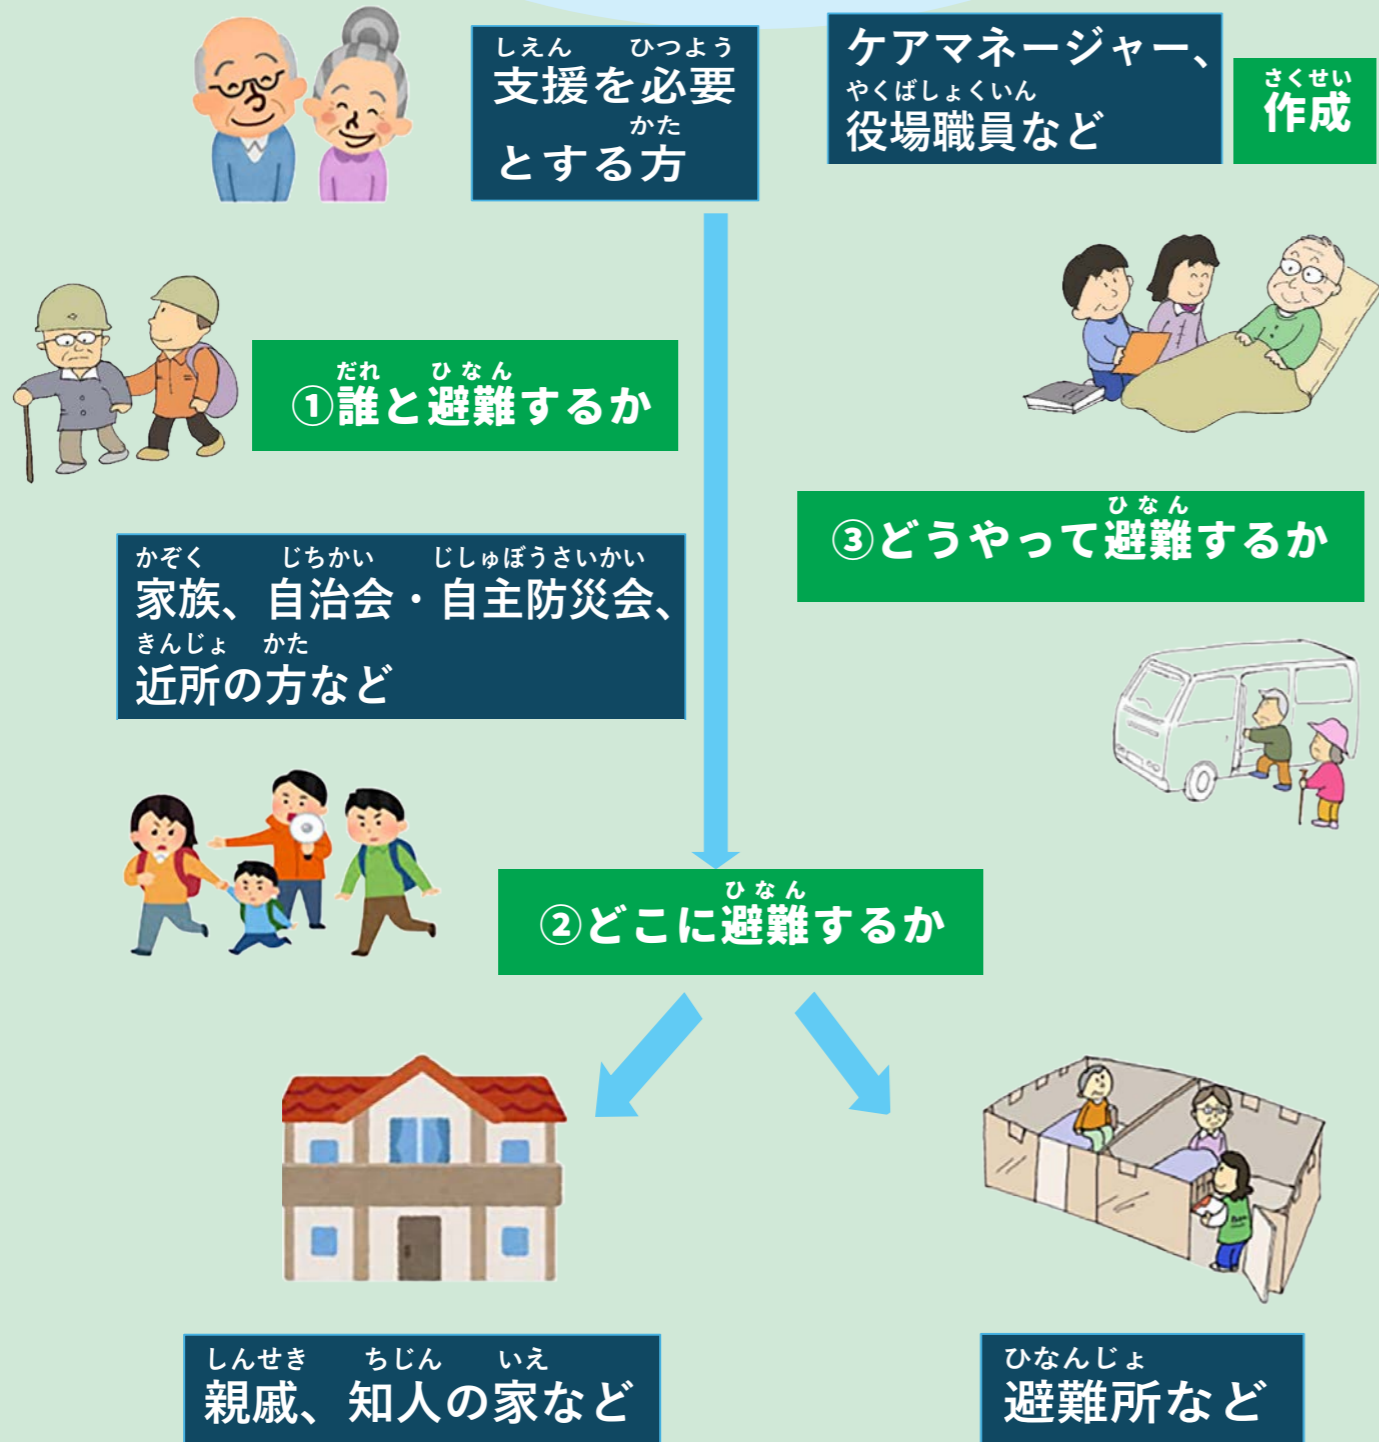 しえん ひつよう
支援を必要
かた
とする方
ケアマネージャー、
やくばしょくいん
役場職員など
さくせい
作成
だれ ひなん
①誰と避難するか
ひなん
③どうやって避難するか
かぞく じちかい じしゅぼうさいかい
家族、自治会・自主防災会、
きんじょ かた
近所の方など
ひなん
②どこに避難するか
しんせき ちじん いえ
親戚、知人の家など
ひなんじょ
避難所など